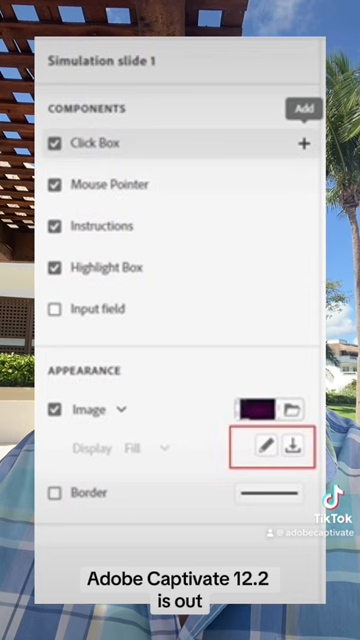 Simulation slide 1
COMPONENTS
Add
Click Box
Mouse Pointer
Instructions
Highlight Box
Input field
APPEARANCE
Image
Display Fill
Border
TikTok
@adobecaptivate
Adobe Captivate 12.2
is out